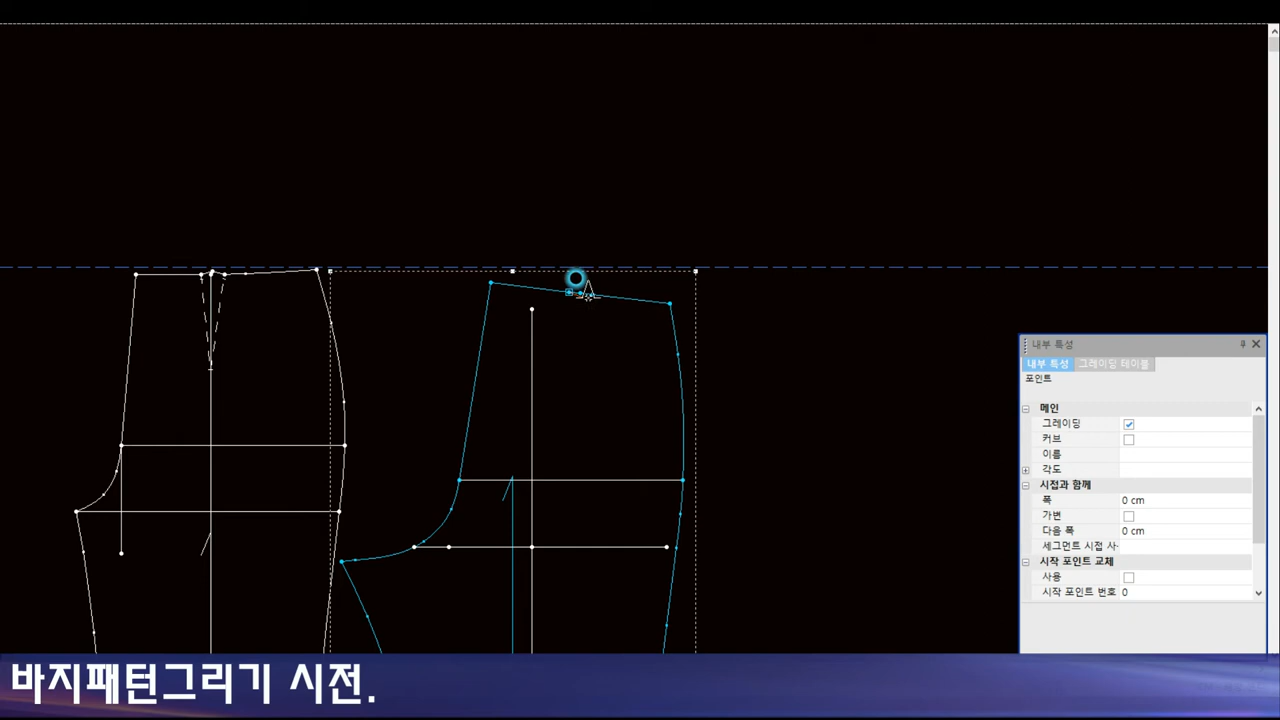 내부 특성
내부 특성 그레이딩 테이블
포인트
메인
그레이딩
커브
이름
각도
시접과 함께
폭 0 cm
가변
다음 폭 0 cm
세그먼트 시접 사
시작 포인트 교체
사용
시작 포인트 번호 0
바지패턴그리기 시전.